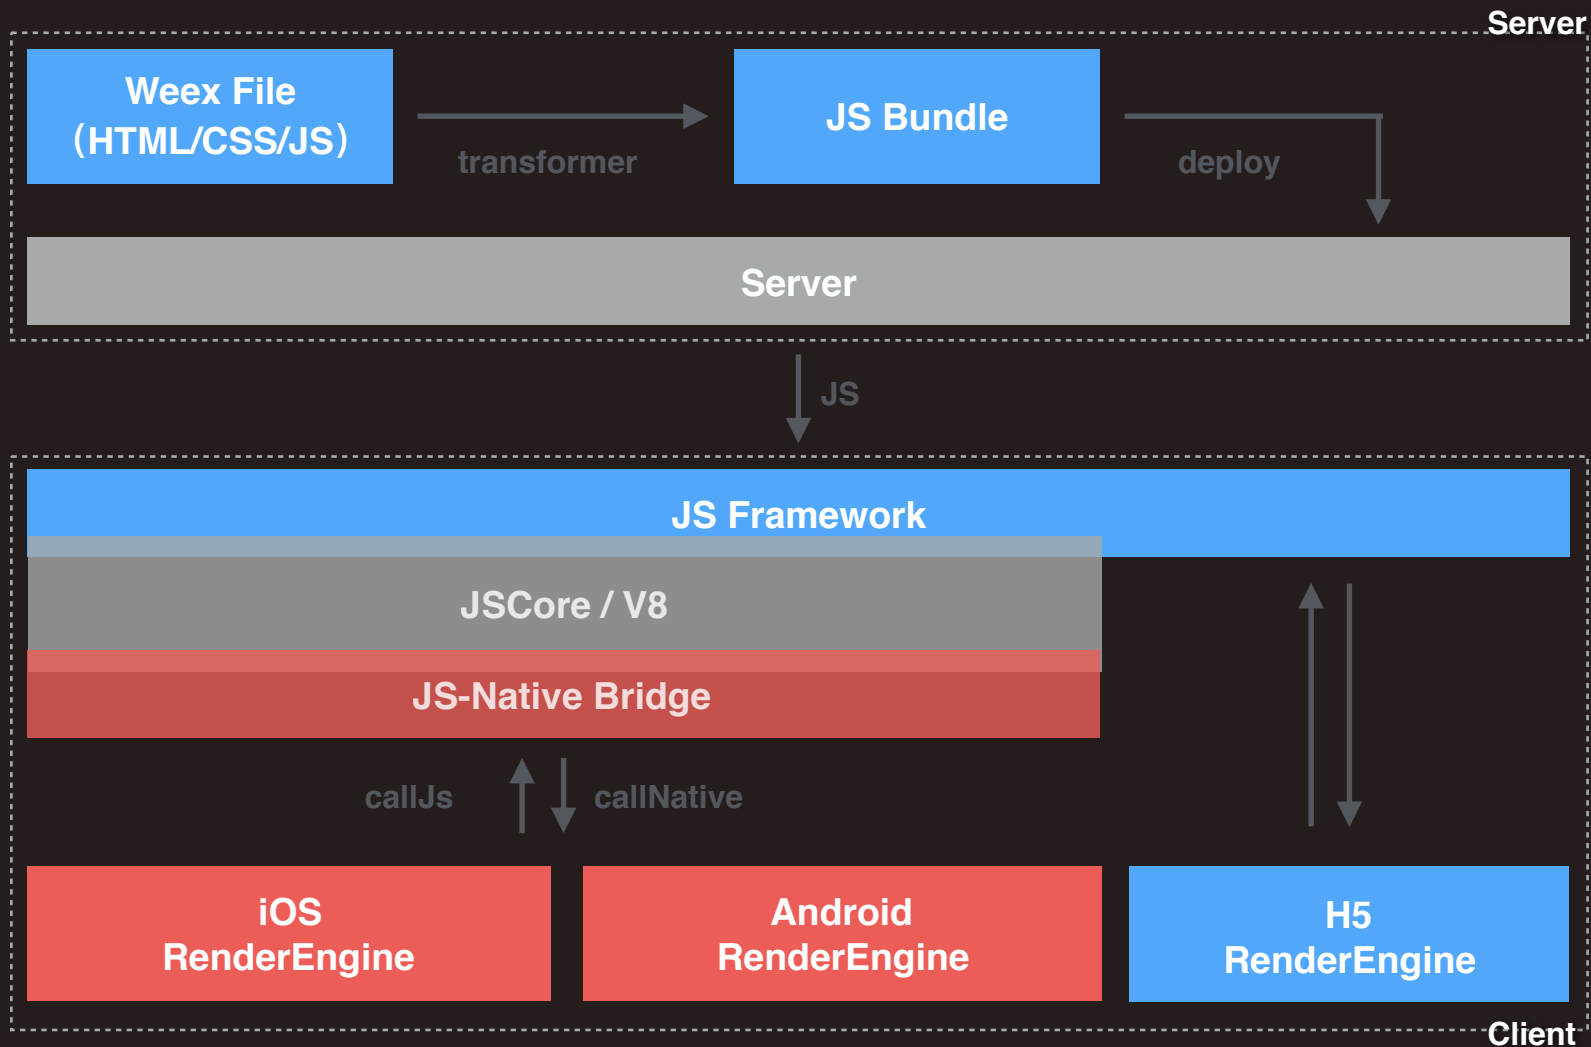 Server
Weex File
(HTML/CSS/JS)
transformer
JS Bundle
deploy
Server
JS
JS Framework
JSCore / V8
JS-Native Bridge
callJs
callNative
iOS
RenderEngine
Android
RenderEngine
H5
RenderEngine
Client